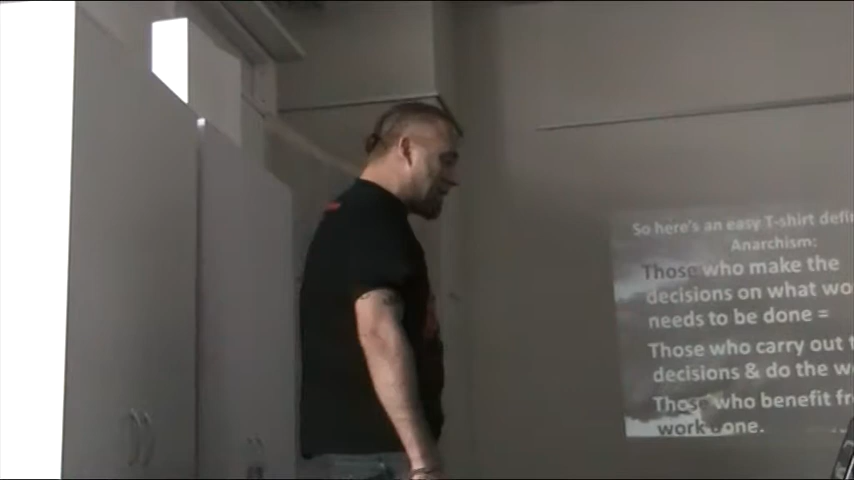 So here's an easy T-shirt
Anarchism:
Those who make the
decisions on what
needs to be done =
Those who carry out
decisions & do the
Those who benefit
work done.